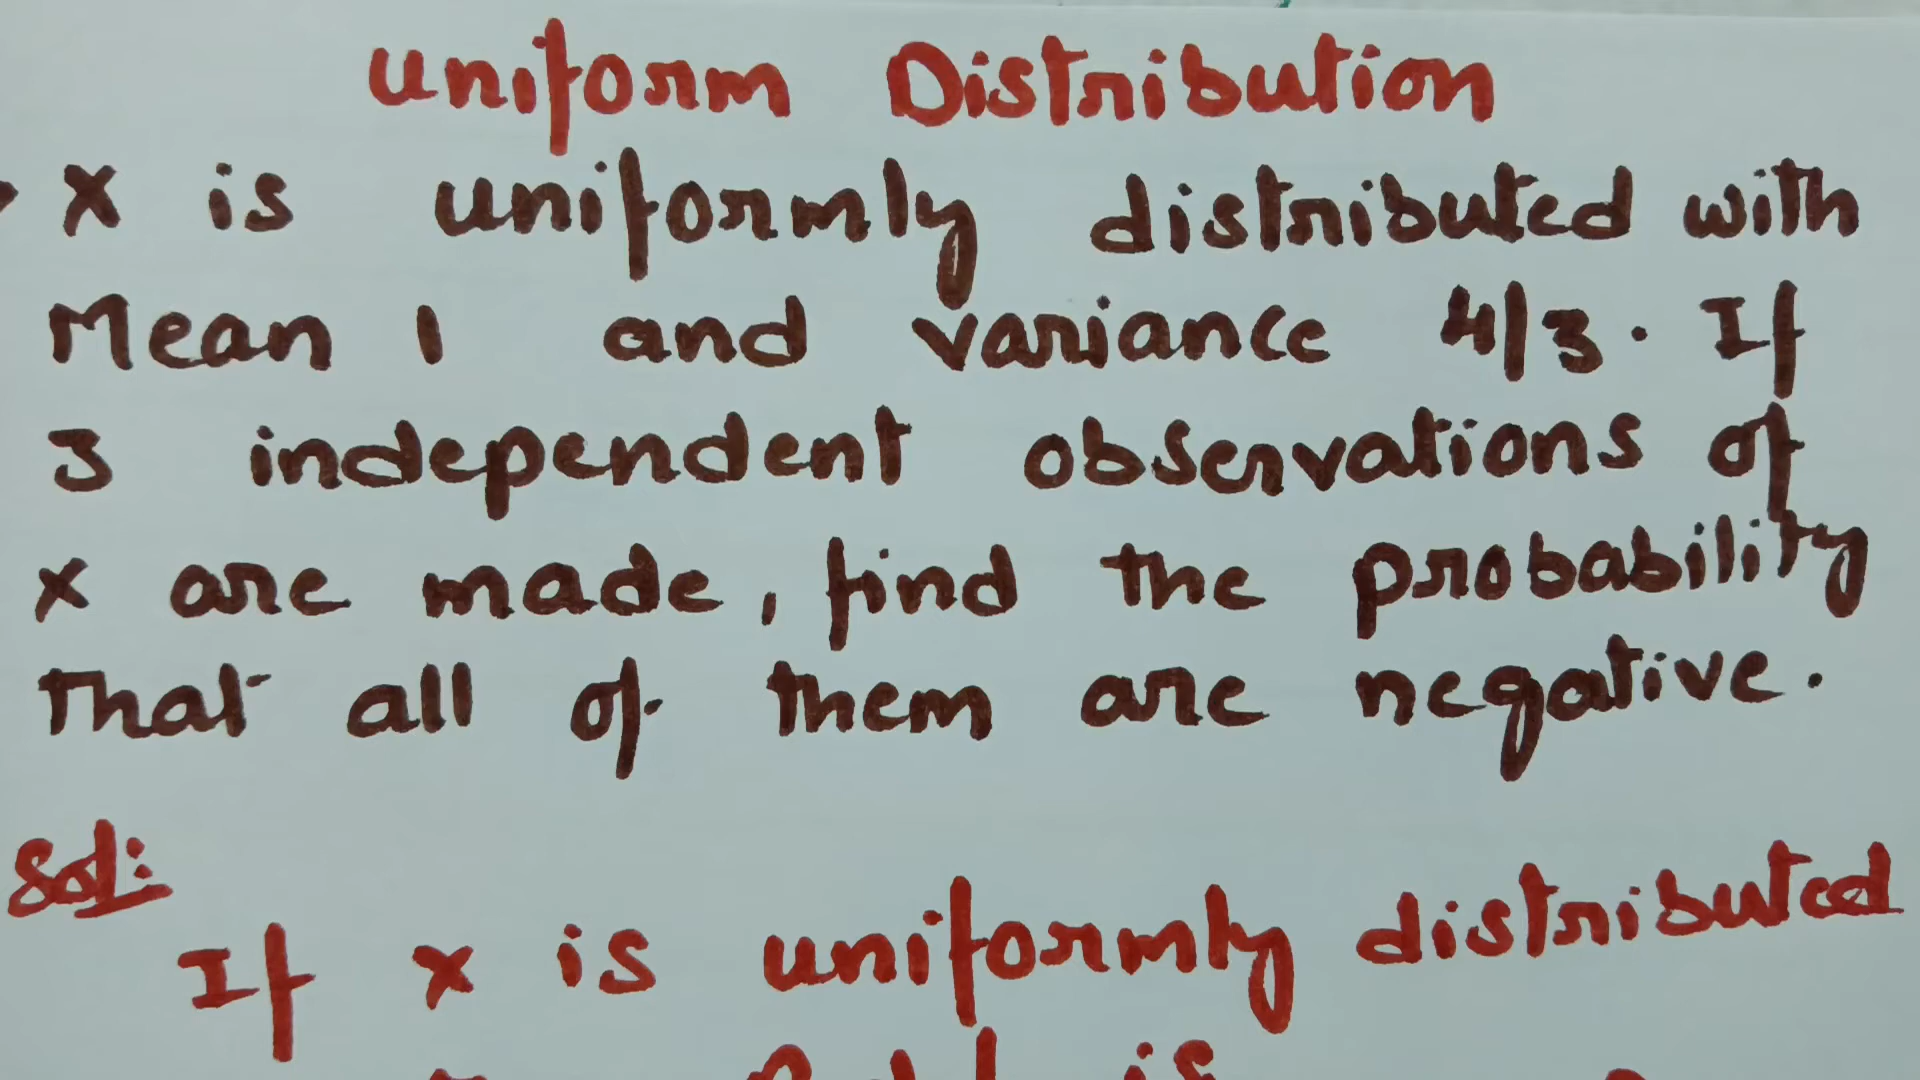 Uniform Distribution
X is uniformly distributed with
Mean 1 and variance 4/3. If
3 independent observations of
x are made, find the probability
that all of them are negative.
Sol:
If x is uniformly distributed
is